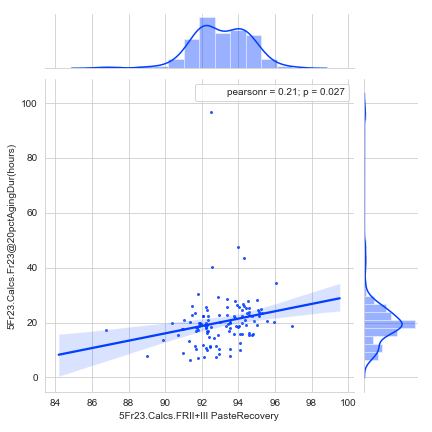 pearsonr = 0.21; p = 0.027
100
80
60
40
20
0
5Fr23.Calcs.Fr23@20pctAgingDur(hours)
84 86 88 90 92 94 96 98 100
5Fr23.Calcs.FRII+III PasteRecovery